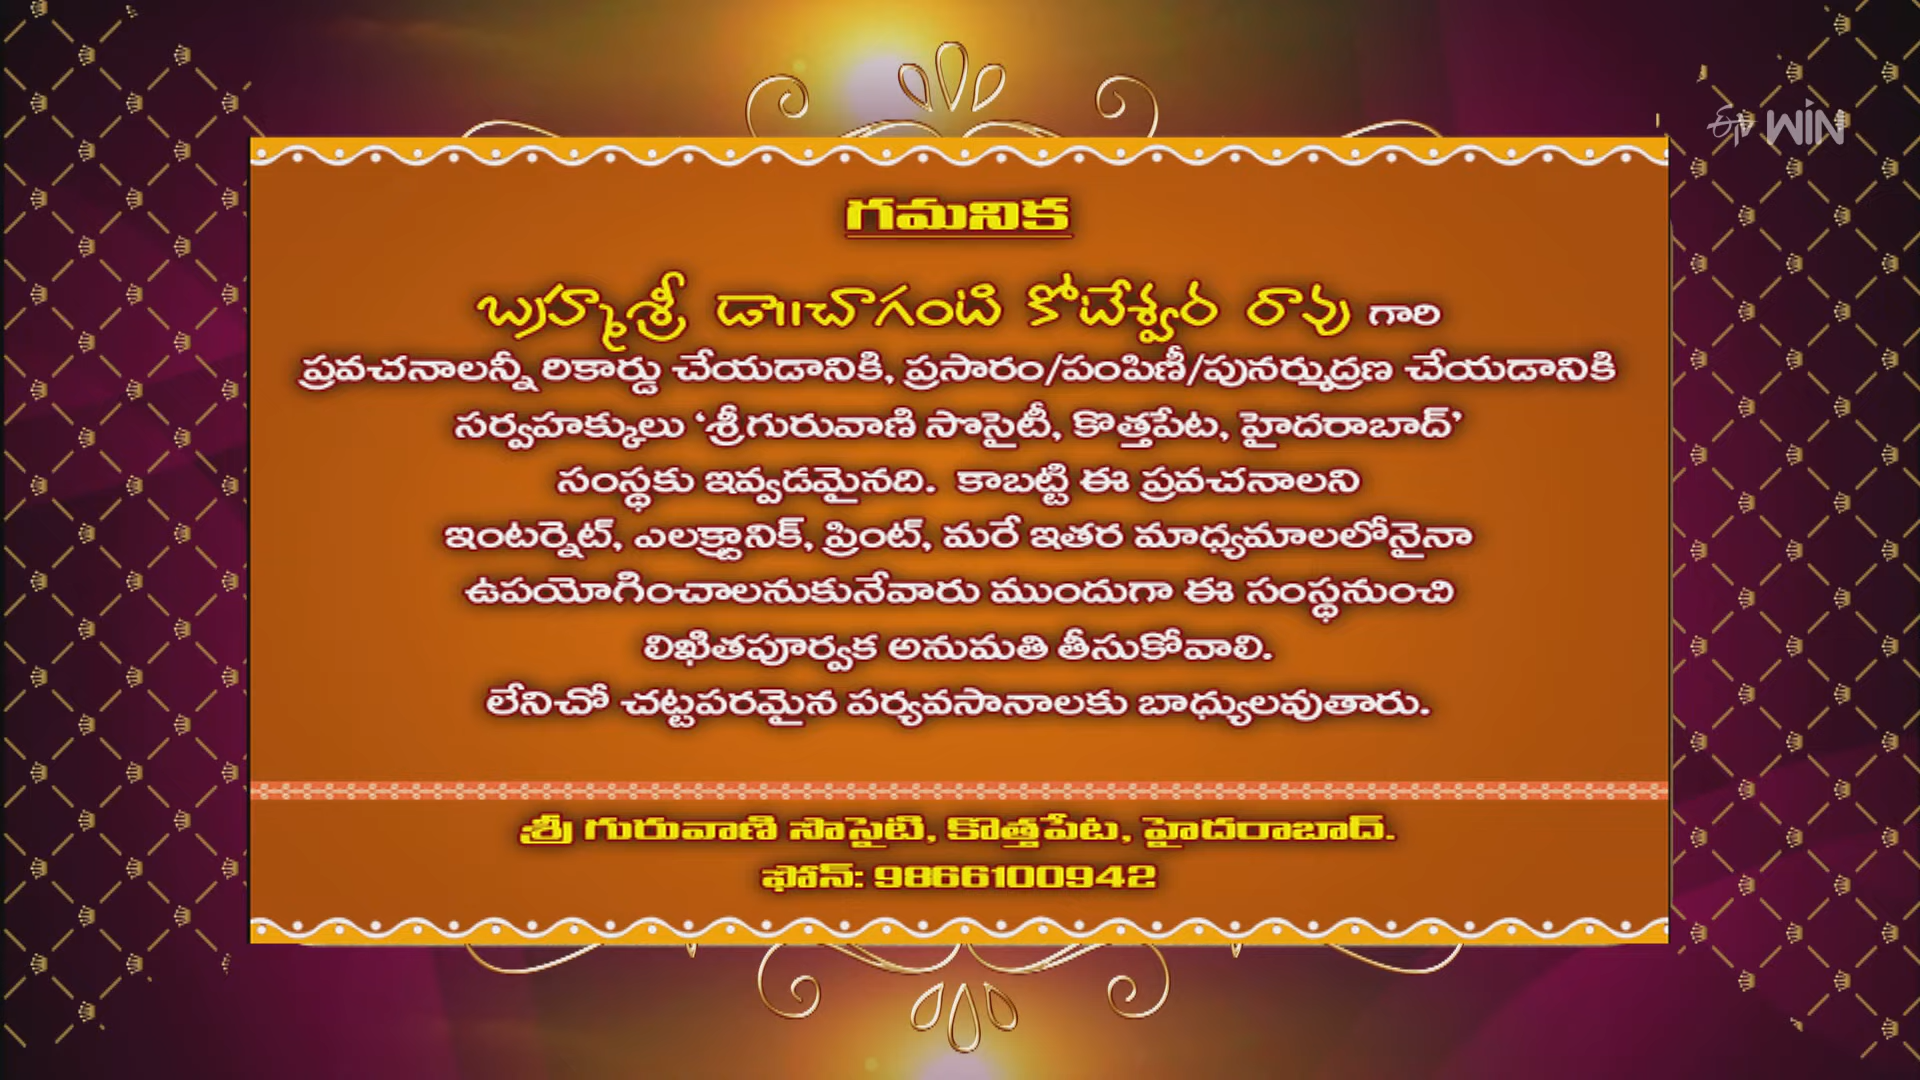 ఈటీవీ WIN
గమనిక
బ్రహ్మశ్రీ డా॥చాగంటి కోటేశ్వర రావు గారి
ప్రవచనాలన్నీ రికార్డు చేయడానికి, ప్రసారం/పంపిణీ/పునర్ముద్రణ చేయడానికి
సర్వహక్కులు ‘శ్రీగురువాణి సొసైటీ, కొత్తపేట, హైదరాబాద్’
సంస్థకు ఇవ్వడమైనది. కాబట్టి ఈ ప్రవచనాలని
ఇంటర్నెట్, ఎలక్ట్రానిక్, ప్రింట్, మరే ఇతర మాధ్యమాలలోనైనా
ఉపయోగించాలనుకునేవారు ముందుగా ఈ సంస్థనుంచి
లిఖితపూర్వక అనుమతి తీసుకోవాలి.
లేనిచో చట్టపరమైన పర్యవసానాలకు బాధ్యులవుతారు.
శ్రీ గురువాణి సొసైటి, కొత్తపేట, హైదరాబాద్.
ఫోన్: 9866100942